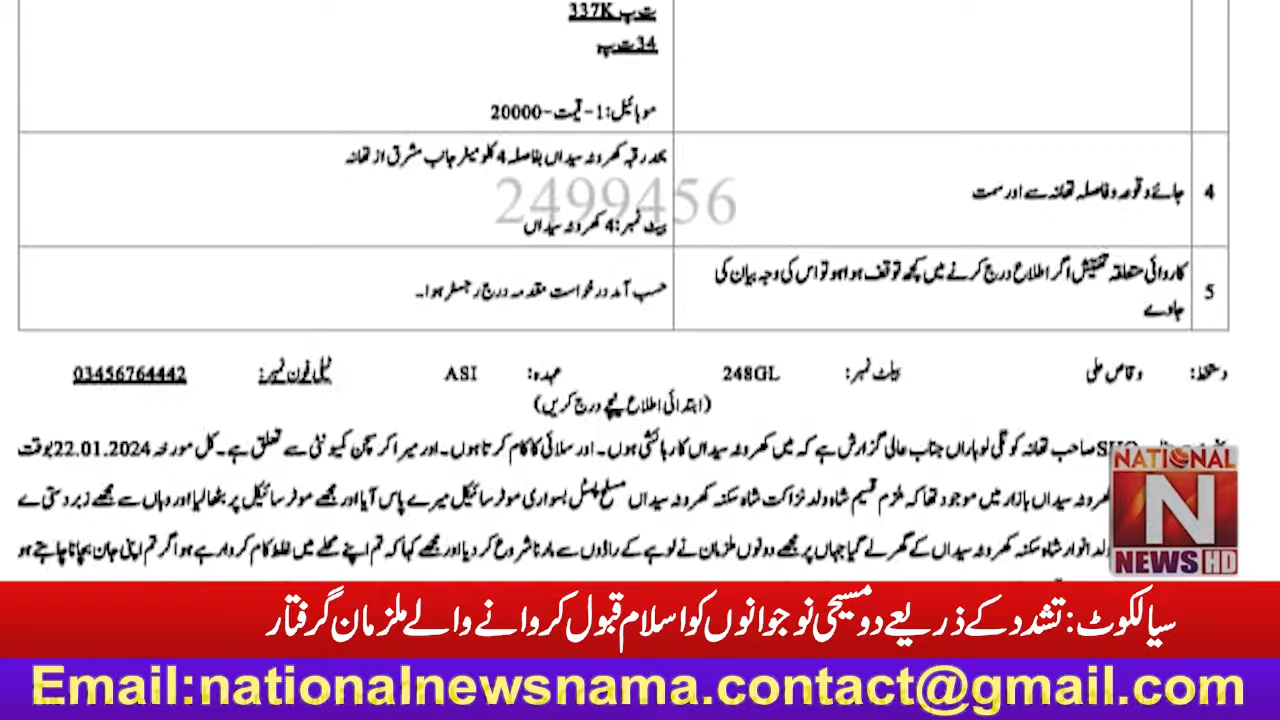 ت پ 337K
ت پ 34
موبائیل:1-قیمت-20000
4
جائے وقوعہ و فاصلہ تھانہ سے اور سمت
بحد رقبہ کھروٹہ سیداں بفاصلہ 4 کلومیٹر جانب مشرق از تھانہ
2499456
بیٹ نمبر:4 کھروٹہ سیداں
5
کاروائی متعلقہ تفتیش اگر اطلاع درج کرنے میں کچھ توقف ہوا ہو تو اس کی وجہ بیان کی
جاوے
حسب آمد درخواست مقدمہ درج رجسٹر ہوا۔
دستخط: وقاص علی بیلٹ نمبر: 248GL عہدہ: ASI ٹیلی فون نمبر: 03456764442
(ابتدائی اطلاع نیچے درج کریں)
SHO صاحب تھانہ کوٹلی لوہاراں جناب عالی گزارش ہے کہ میں کھروٹہ سیداں کا رہائشی ہوں۔ اور سلائی کا کام کرتا ہوں۔ اور میرا کرسچن کمیونٹی سے تعلق ہے۔ کل مورخہ 22.01.2024 بوقت
کھروٹہ سیداں بازار میں موجود تھا کہ ملزم قسیم شاہ ولد نزاکت شاہ سکنہ کھروٹہ سیداں مسلح پسٹل بسواری موٹر سائیکل میرے پاس آیا اور مجھے موٹر سائیکل پر بٹھا لیا اور وہاں سے مجھے زبردستی ے
ولد انوار شاہ سکنہ کھروٹہ سیداں کے گھر لے گیا جہاں پر مجھے دونوں ملزمان نے لوہے کے راڈوں سے مارنا شروع کر دیا اور مجھے کہا کہ تم اپنے محلے میں غلط کام کروا رہے ہو اگر تم اپنی جان بچانا چاہتے ہو
NATIONAL
N
NEWS HD
سیالکوٹ: تشدد کے ذریعے دو مسیحی نوجوانوں کو اسلام قبول کروانے والے ملزمان گرفتار
Email:nationalnewsnama.contact@gmail.com